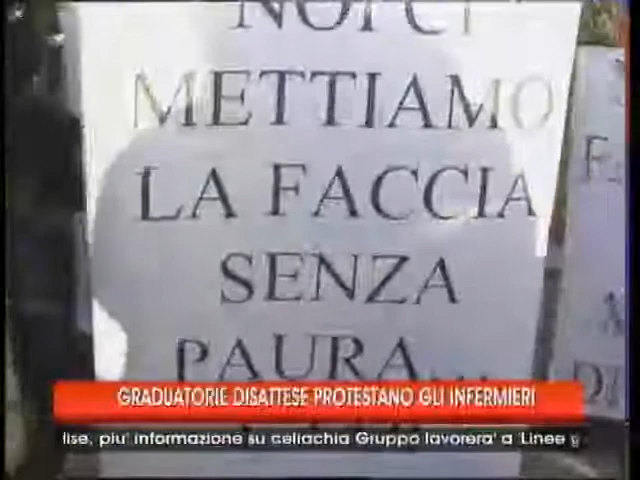 NOI CI
METTIAMO
LA FACCIA
SENZA
PAURA...
F
DI
GRADUATORIE DISATTESE PROTESTANO GLI INFERMIERI
lise, piu' informazione su celiachia Gruppo lavorera' a 'Linee g